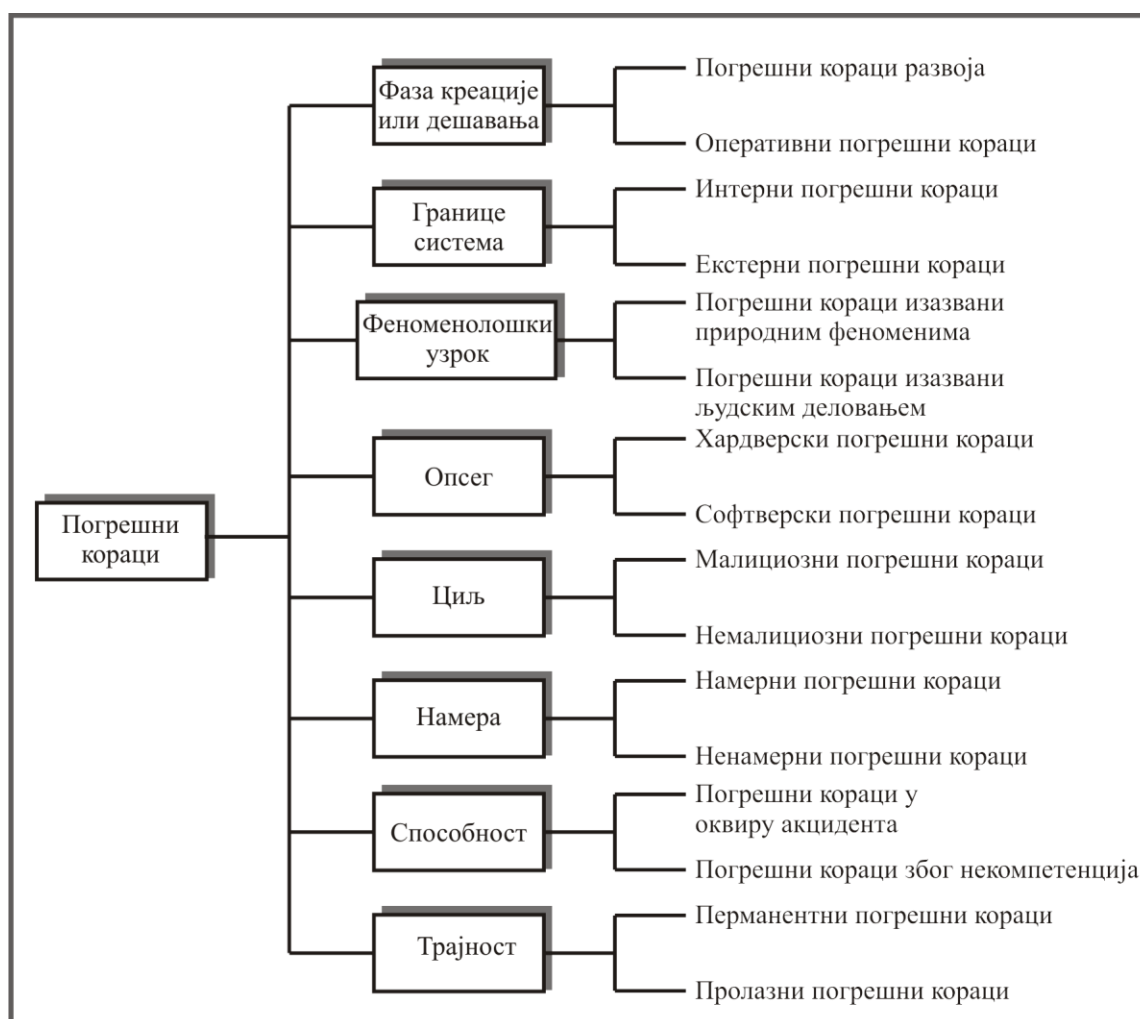 Погрешни
кораци
Фаза креације
или дешавања
Погрешни кораци развоја
Оперативни погрешни кораци
Границе
система
Интерни погрешни кораци
Екстерни погрешни кораци
Феноменолошки
узрок
Погрешни кораци изазвани
природним феноменима
Погрешни кораци изазвани
људским деловањем
Опсег
Хардверски погрешни кораци
Софтверски погрешни кораци
Циљ
Малициозни погрешни кораци
Немалициозни погрешни кораци
Намера
Намерни погрешни кораци
Ненамерни погрешни кораци
Способност
Погрешни кораци у
оквиру акцидента
Погрешни кораци због некомпетенција
Трајност
Перманентни погрешни кораци
Пролазни погрешни кораци